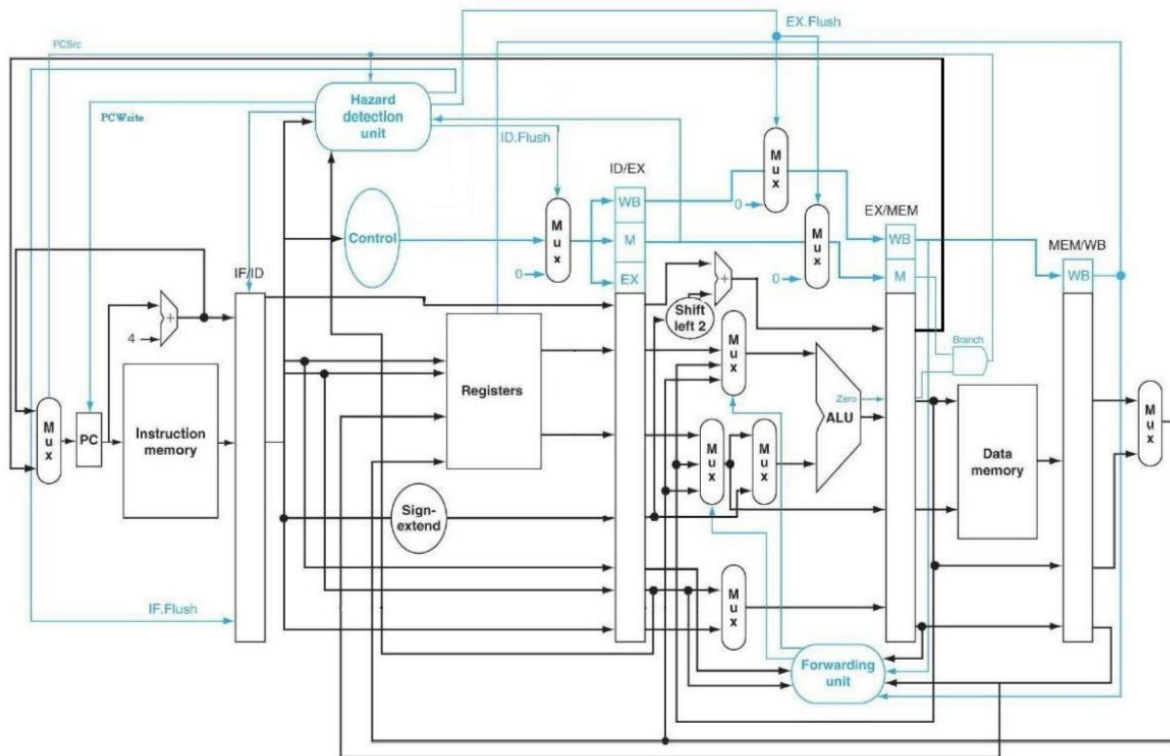 EX.Flush
PCSrc
Hazard
detection
unit
PCWrite
ID.Flush
ID/EX
M
u
x
WB
0
EX/MEM
Control
M
u
x
M
u
x
M
WB
MEM/WB
WB
0
0
EX
M
IF/ID
+
Shift
left 2
+
4
M
u
x
Branch
Registers
Zero
ALU
M
u
x
M
u
x
PC
Instruction
memory
M
u
x
M
u
x
Data
memory
Sign-
extend
M
u
x
IF.Flush
Forwarding
unit